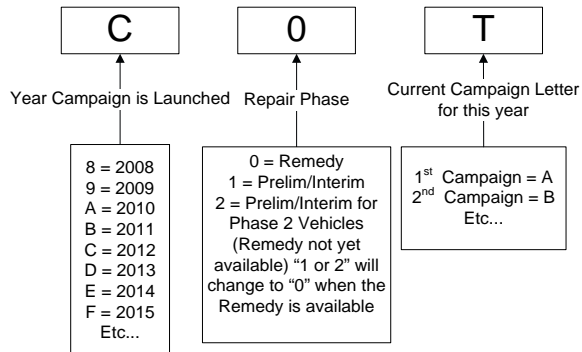 C 0 T
Year Campaign is Launched
Repair Phase
Current Campaign Letter
for this year
8 = 2008
9 = 2009
A = 2010
B = 2011
C = 2012
D = 2013
E = 2014
F = 2015
Etc...
0 = Remedy
1 = Prelim/Interim
2 = Prelim/Interim for
Phase 2 Vehicles
(Remedy not yet
available) “1 or 2” will
change to “0” when the
Remedy is available
1st Campaign = A
2nd Campaign = B
Etc...